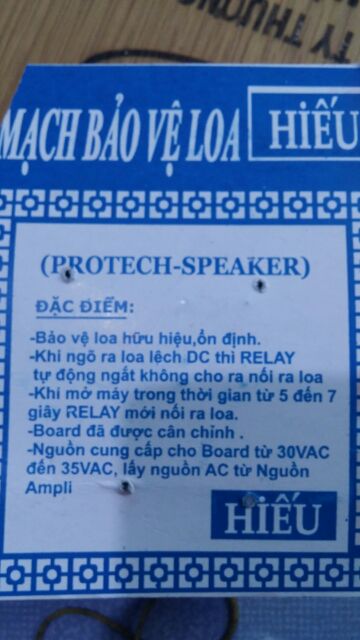 TY THƯƠNG
MẠCH BẢO VỆ LOA
HiẾU
(PROTECH-SPEAKER)
ĐẶC ĐIỂM:
-Bảo vệ loa hữu hiệu,ổn định.
-Khi ngõ ra loa lệch DC thì RELAY
tự động ngắt không cho ra nối ra loa
-Khi mở máy trong thời gian từ 5 đến 7
giây RELAY mới nối ra loa.
-Board đã được cân chỉnh .
-Nguồn cung cấp cho Board từ 30VAC
đến 35VAC, lấy nguồn AC từ Nguồn
Ampli
HiẾU